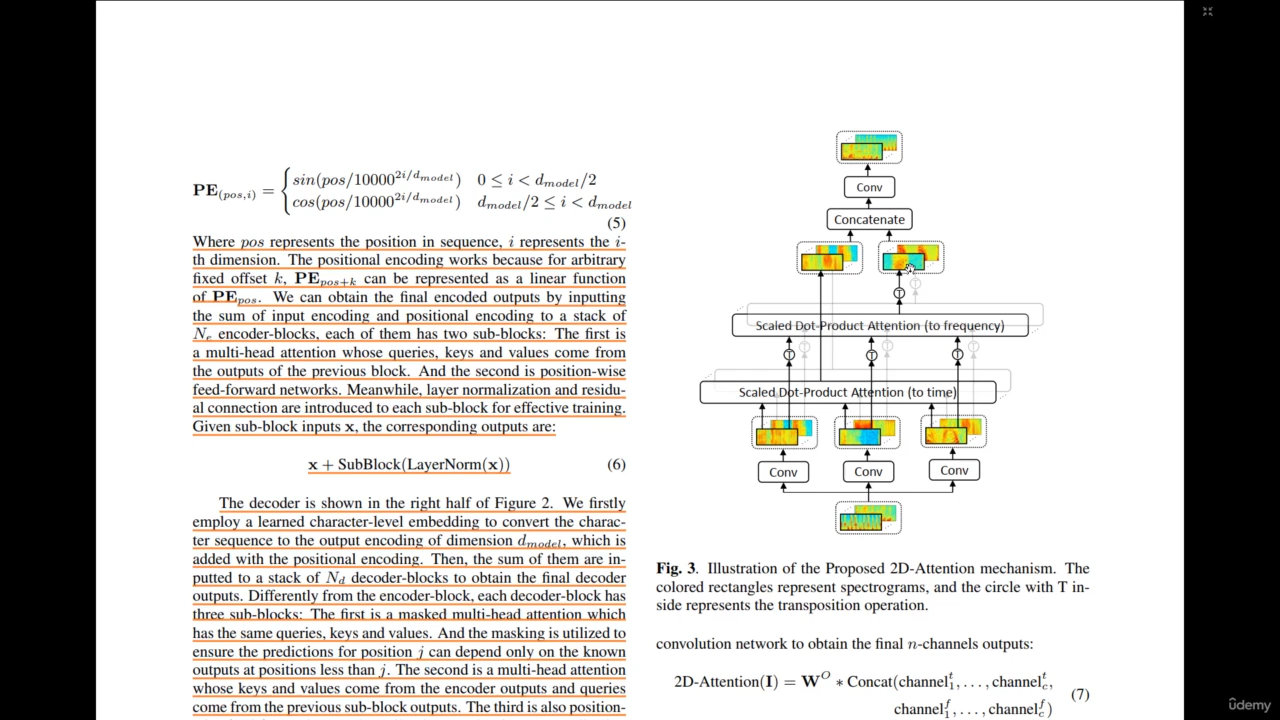 PE(pos,i) = { sin(pos/10000^2i/d_model) 0 ≤ i < d_model/2
cos(pos/10000^2i/d_model) d_model/2 ≤ i < d_model
(5)
Where pos represents the position in sequence, i represents the i-
th dimension. The positional encoding works because for arbitrary
fixed offset k, PE_pos+k can be represented as a linear function
of PE_pos. We can obtain the final encoded outputs by inputting
the sum of input encoding and positional encoding to a stack of
N_e encoder-blocks, each of them has two sub-blocks: The first is
a multi-head attention whose queries, keys and values come from
the outputs of the previous block. And the second is position-wise
feed-forward networks. Meanwhile, layer normalization and resid-
ual connection are introduced to each sub-block for effective training.
Given sub-block inputs x, the corresponding outputs are:
x + SubBlock(LayerNorm(x)) (6)
The decoder is shown in the right half of Figure 2. We firstly
employ a learned character-level embedding to convert the charac-
ter sequence to the output encoding of dimension d_model, which is
added with the positional encoding. Then, the sum of them are in-
putted to a stack of N_d decoder-blocks to obtain the final decoder
outputs. Differently from the encoder-block, each decoder-block has
three sub-blocks: The first is a masked multi-head attention which
has the same queries, keys and values. And the masking is utilized to
ensure the predictions for position j can depend only on the known
outputs at positions less than j. The second is a multi-head attention
whose keys and values come from the encoder outputs and queries
come from the previous sub-block outputs. The third is also position-
Conv
Concatenate
T
T
Scaled Dot-Product Attention (to frequency)
T T T T T T
Scaled Dot-Product Attention (to time)
Conv Conv Conv
Fig. 3. Illustration of the Proposed 2D-Attention mechanism. The
colored rectangles represent spectrograms, and the circle with T in-
side represents the transposition operation.
convolution network to obtain the final n-channels outputs:
2D-Attention(I) = W^O ∗ Concat(channel_1^t, . . . , channel_c^t,
channel_1^f, . . . , channel_c^f) (7)
ûdemy